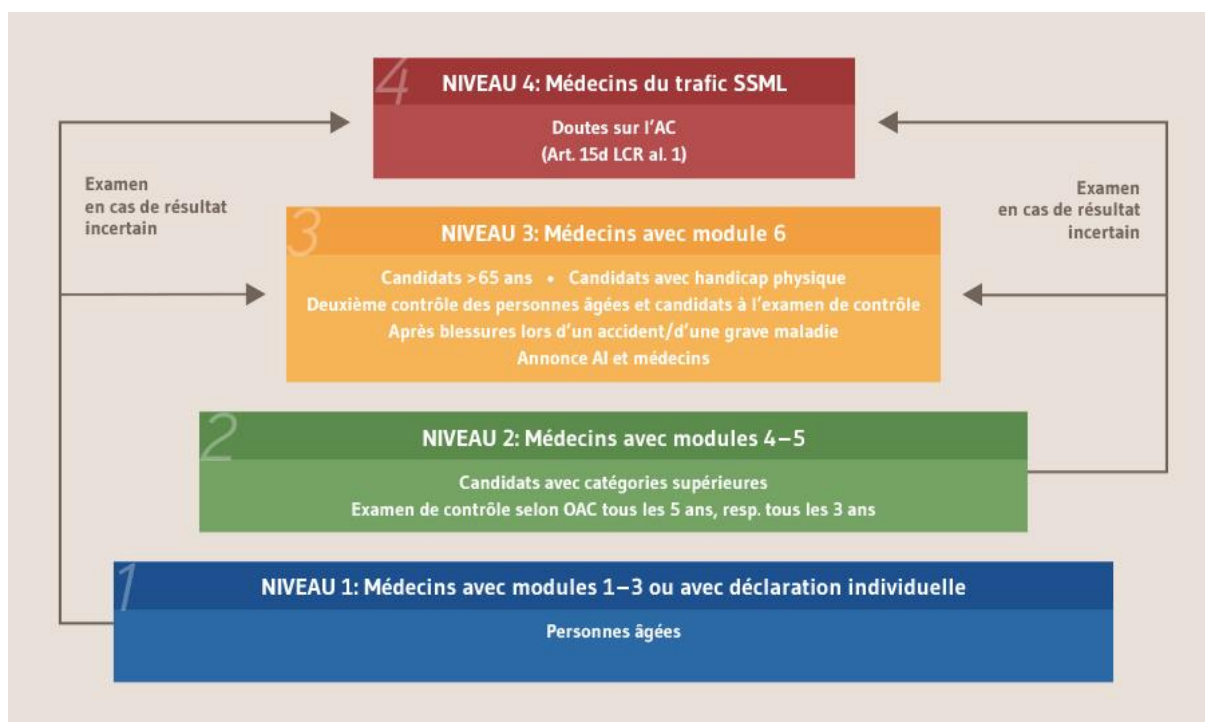 4
NIVEAU 4: Médecins du trafic SSML
Doutes sur l'AC
(Art. 15d LCR al. 1)
Examen
en cas de résultat
incertain
Examen
en cas de résultat
incertain
3
NIVEAU 3: Médecins avec module 6
Candidats >65 ans • Candidats avec handicap physique
Deuxième contrôle des personnes âgées et candidats à l'examen de contrôle
Après blessures lors d'un accident/d'une grave maladie
Annonce AI et médecins
2
NIVEAU 2: Médecins avec modules 4–5
Candidats avec catégories supérieures
Examen de contrôle selon OAC tous les 5 ans, resp. tous les 3 ans
1
NIVEAU 1: Médecins avec modules 1–3 ou avec déclaration individuelle
Personnes âgées